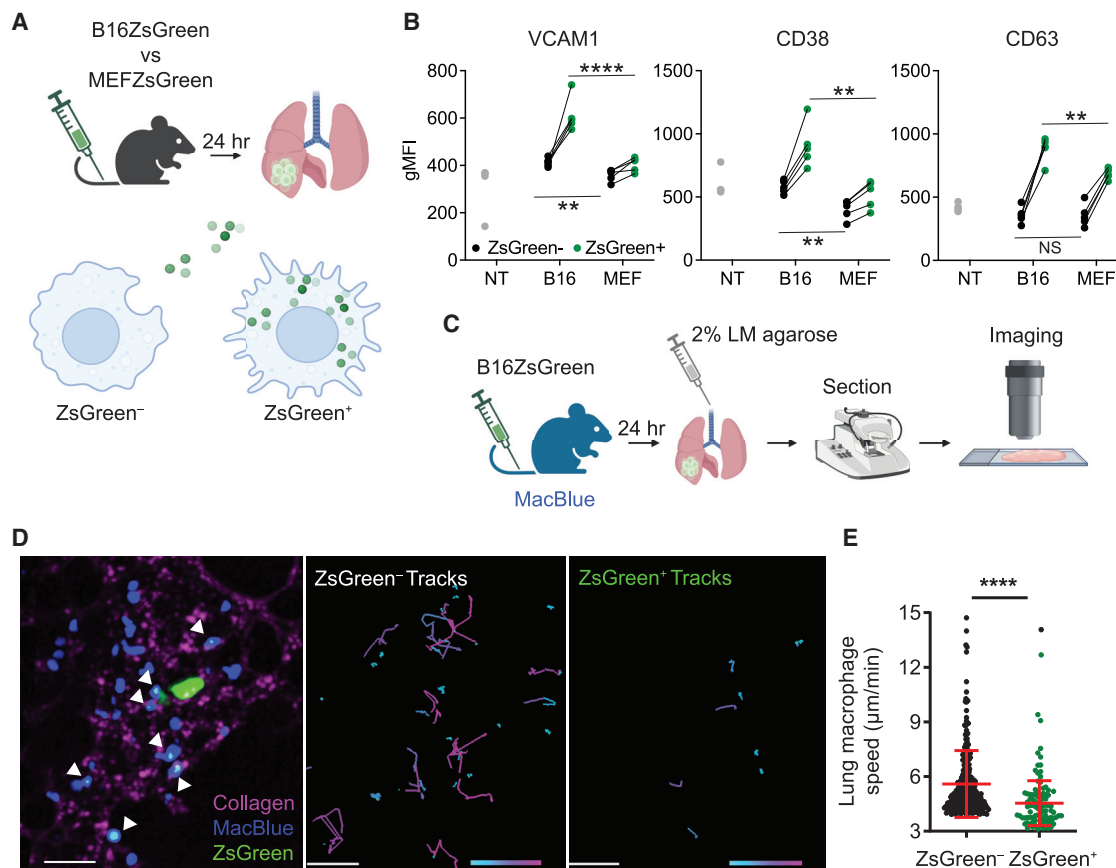 A
B16ZsGreen
vs
MEFZsGreen
24 hr
ZsGreen⁻
ZsGreen⁺
B
VCAM1
CD38
CD63
gMFI
800
600
400
200
0
****
**
NT
B16
MEF
ZsGreen-
ZsGreen+
1500
1000
500
0
**
**
NT
B16
MEF
1500
1000
500
0
**
NS
NT
B16
MEF
C
B16ZsGreen
MacBlue
24 hr
2% LM agarose
Section
Imaging
D
Collagen
MacBlue
ZsGreen
ZsGreen⁻ Tracks
ZsGreen⁺ Tracks
E
****
Lung macrophage
speed (µm/min)
15
12
9
6
3
ZsGreen⁻
ZsGreen⁺